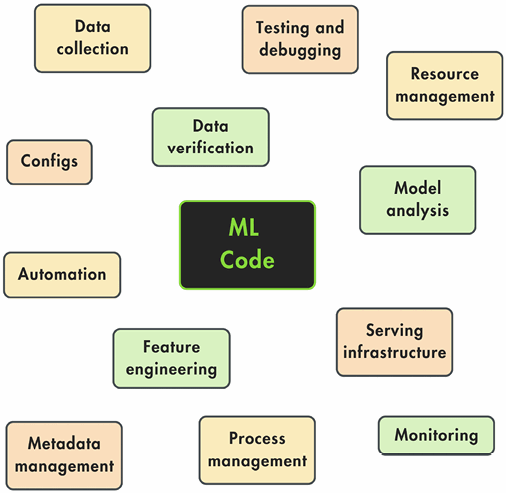 Data
collection
Testing and
debugging
Resource
management
Data
verification
Configs
Model
analysis
ML
Code
Automation
Serving
infrastructure
Feature
engineering
Metadata
management
Process
management
Monitoring